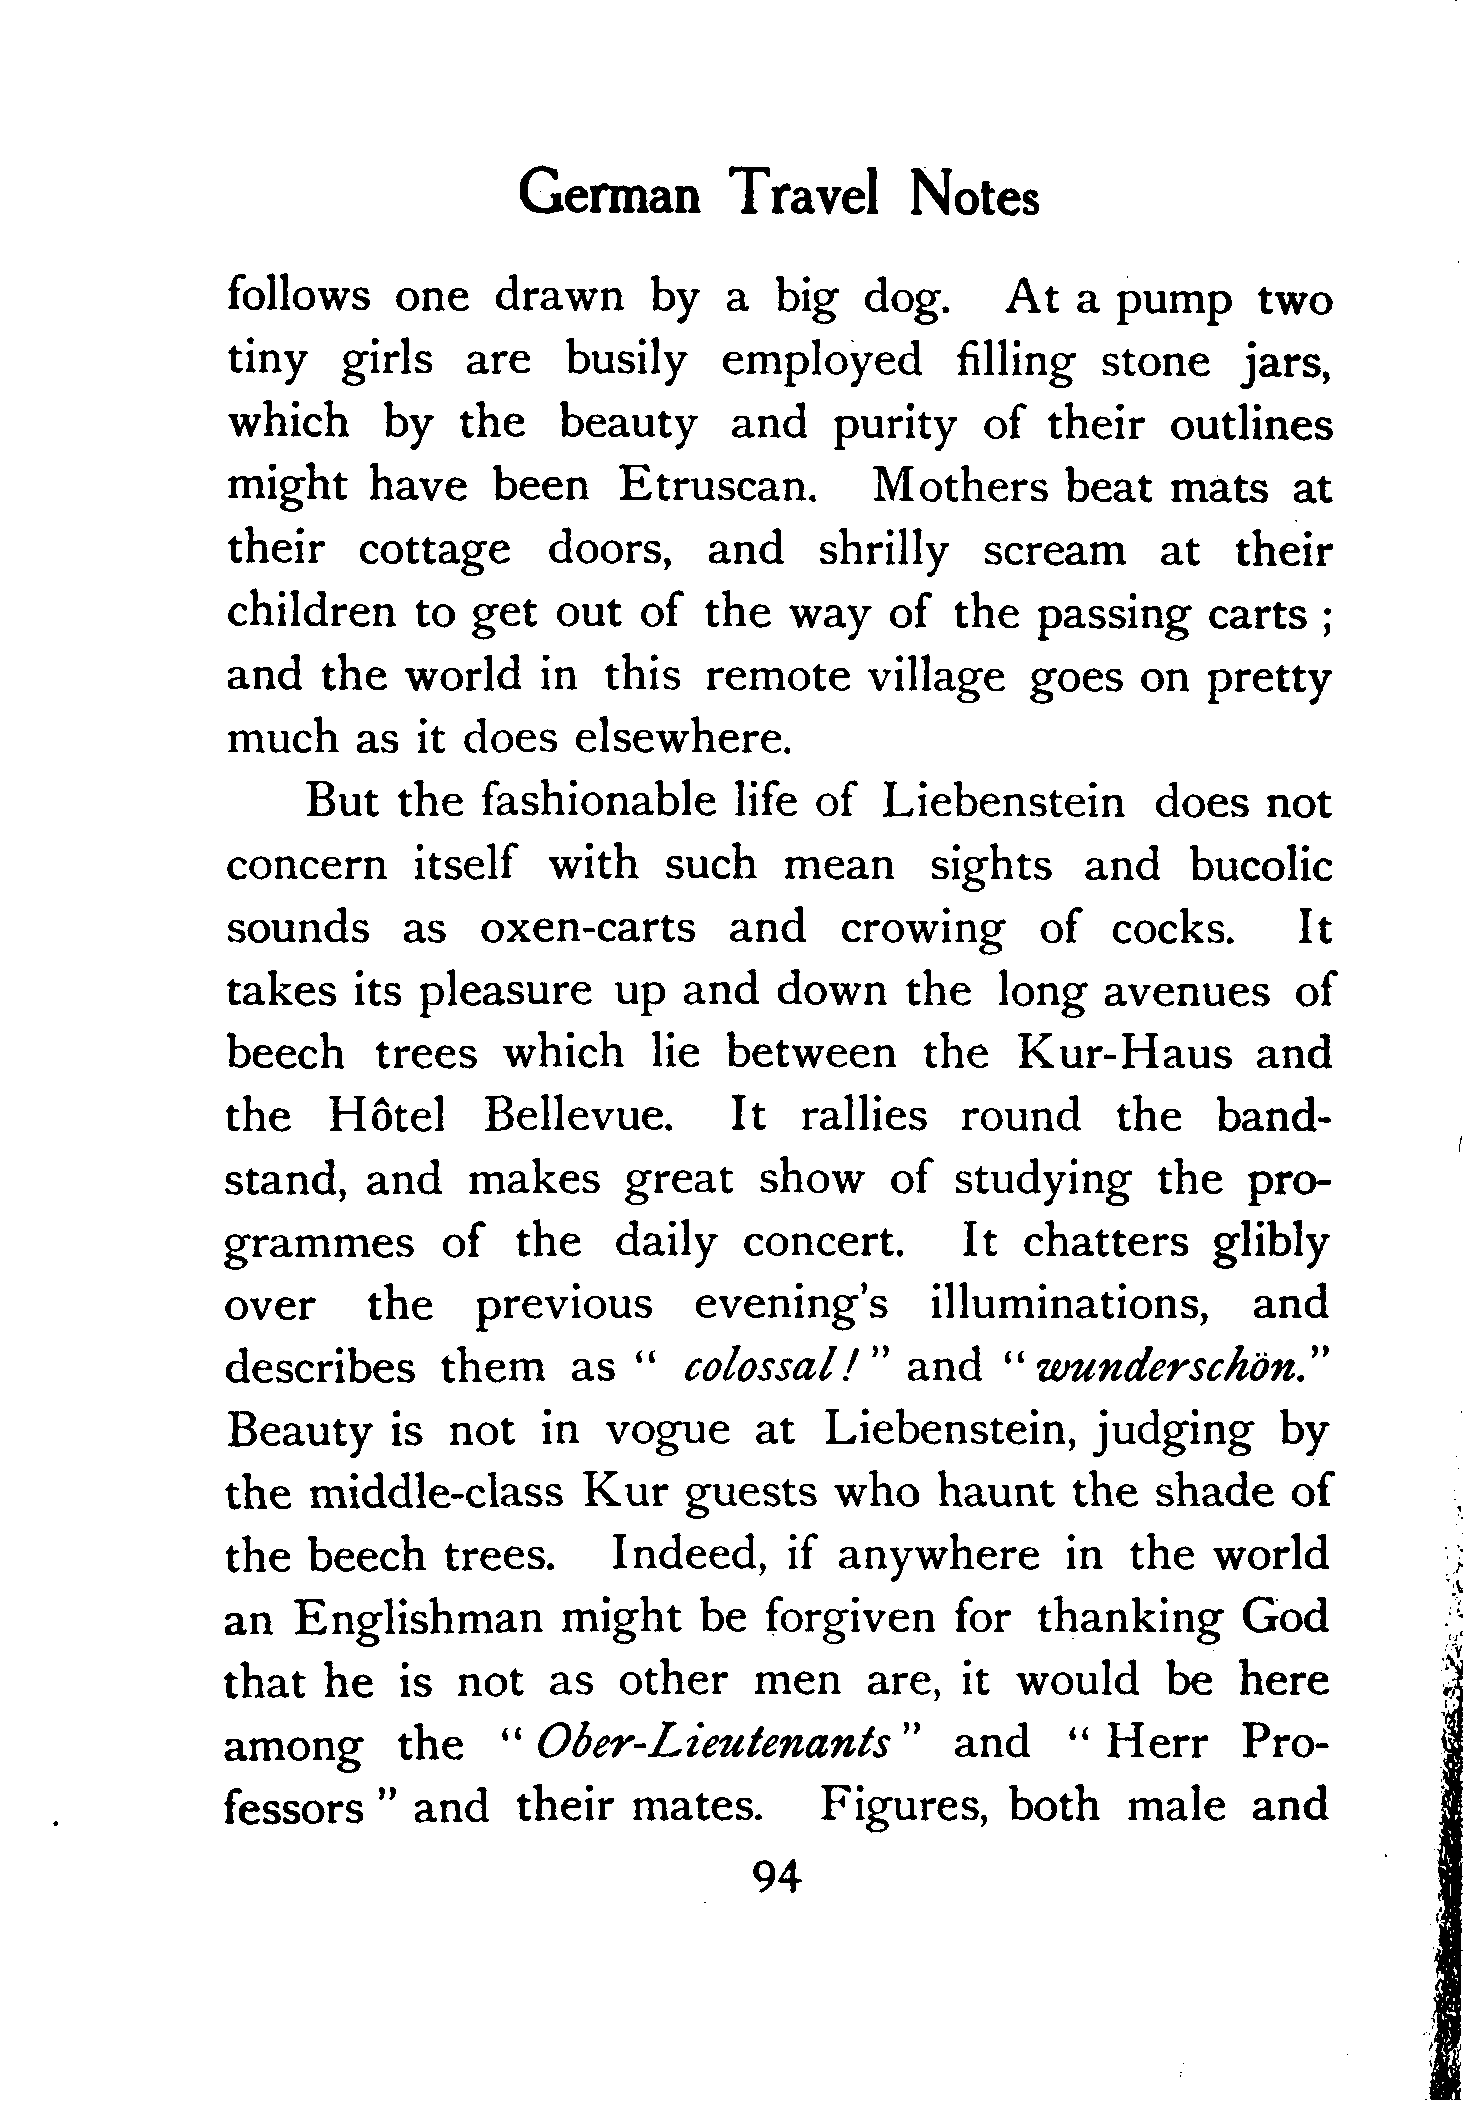 German Travel Notes
follows one drawn by a big dog. At a pump two
tiny girls are busily employed filling stone jars,
which by the beauty and purity of their outlines
might have been Etruscan. Mothers beat mats at
their cottage doors, and shrilly scream at their
children to get out of the way of the passing carts ;
and the world in this remote village goes on pretty
much as it does elsewhere.
But the fashionable life of Liebenstein does not
concern itself with such mean sights and bucolic
sounds as oxen-carts and crowing of cocks. It
takes its pleasure up and down the long avenues of
beech trees which lie between the Kur-Haus and
the Hôtel Bellevue. It rallies round the band-
stand, and makes great show of studying the pro-
grammes of the daily concert. It chatters glibly
over the previous evening's illuminations, and
describes them as " colossal! " and " wunderschön."
Beauty is not in vogue at Liebenstein, judging by
the middle-class Kur guests who haunt the shade of
the beech trees. Indeed, if anywhere in the world
an Englishman might be forgiven for thanking God
that he is not as other men are, it would be here
among the " Ober-Lieutenants " and " Herr Pro-
fessors " and their mates. Figures, both male and
94